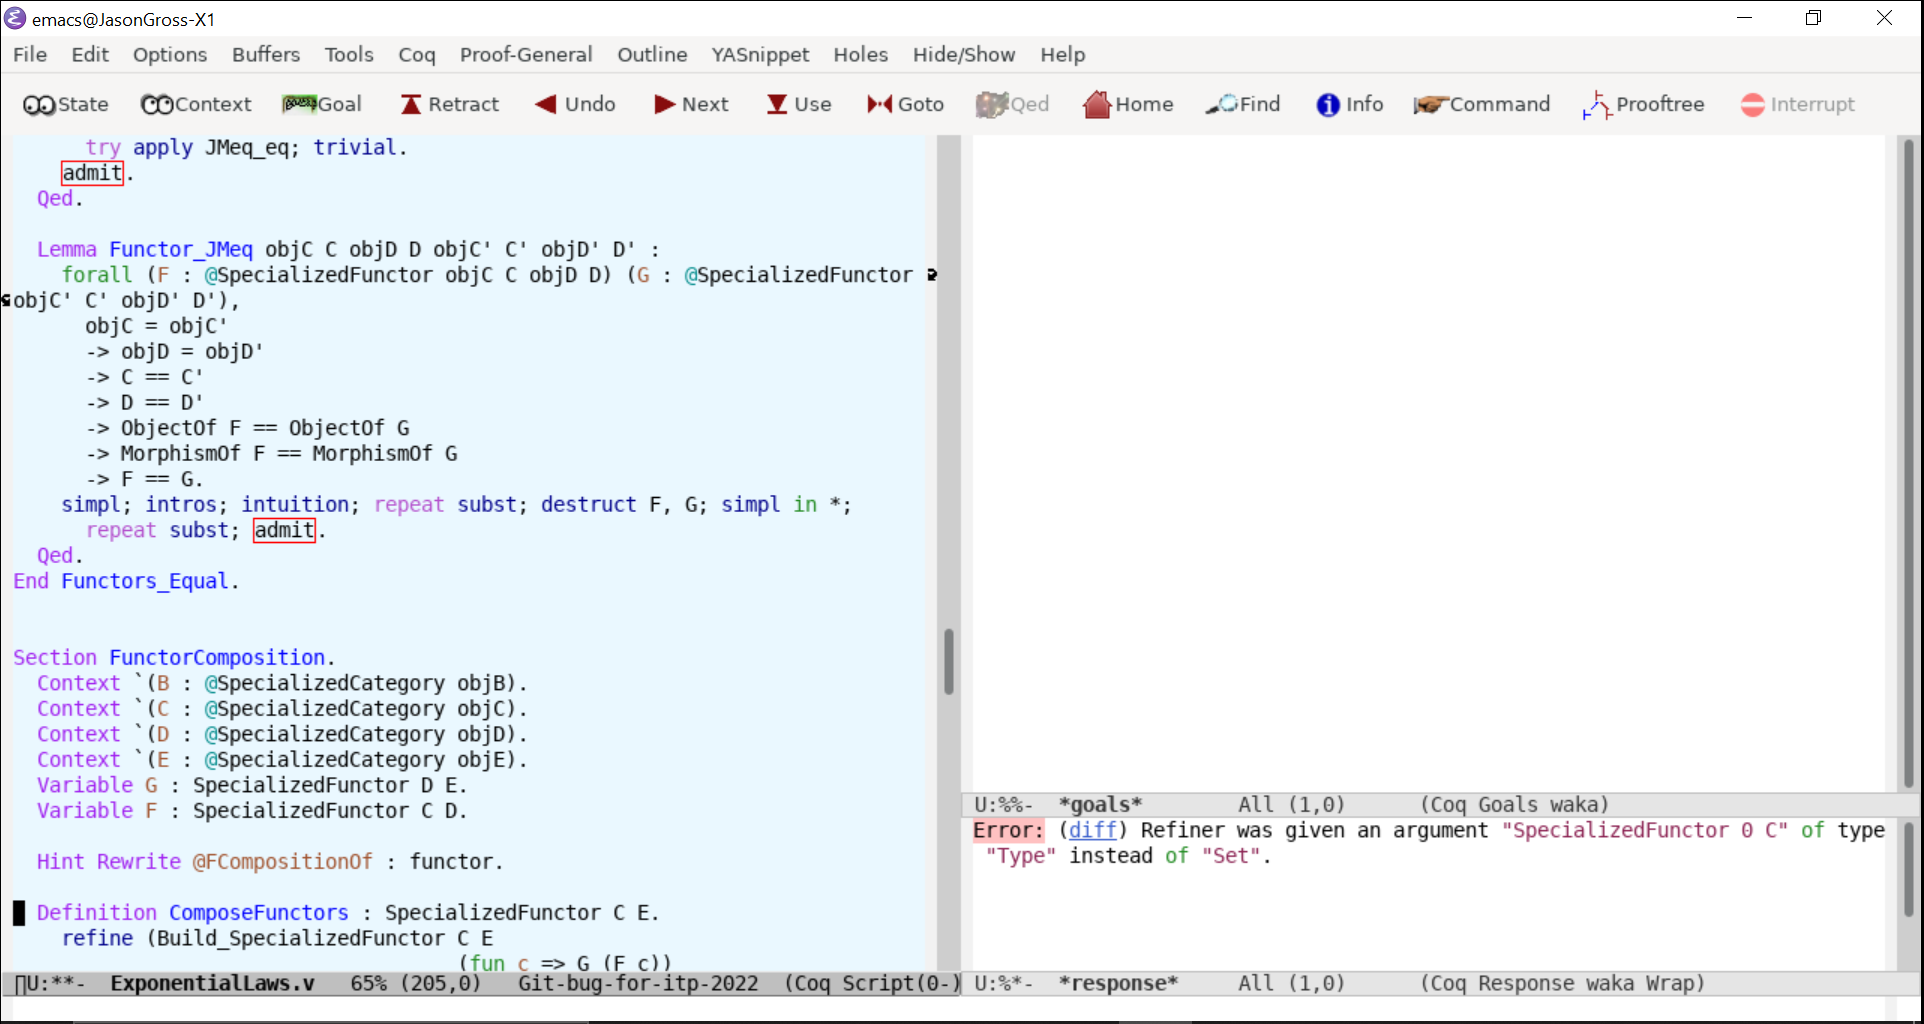 emacs@JasonGross-X1
File Edit Options Buffers Tools Coq Proof-General Outline YASnippet Holes Hide/Show Help
State Context Goal Retract Undo Next Use Goto Qed Home Find Info Command Prooftree Interrupt
try apply JMeq_eq; trivial.
admit.
Qed.
Lemma Functor_JMeq objC C objD D objC' C' objD' D' :
forall (F : @SpecializedFunctor objC C objD D) (G : @SpecializedFunctor
objC' C' objD' D'),
objC = objC'
-> objD = objD'
-> C == C'
-> D == D'
-> ObjectOf F == ObjectOf G
-> MorphismOf F == MorphismOf G
-> F == G.
simpl; intros; intuition; repeat subst; destruct F, G; simpl in *;
repeat subst; admit.
Qed.
End Functors_Equal.
Section FunctorComposition.
Context `(B : @SpecializedCategory objB).
Context `(C : @SpecializedCategory objC).
Context `(D : @SpecializedCategory objD).
Context `(E : @SpecializedCategory objE).
Variable G : SpecializedFunctor D E.
Variable F : SpecializedFunctor C D.
Hint Rewrite @FCompositionOf : functor.
Definition ComposeFunctors : SpecializedFunctor C E.
refine (Build_SpecializedFunctor C E
(fun c => G (F c))
U:**- ExponentialLaws.v 65% (205,0) Git-bug-for-itp-2022 (Coq Script(0-)
U:%%- *goals* All (1,0) (Coq Goals waka)
Error: (diff) Refiner was given an argument "SpecializedFunctor 0 C" of type
"Type" instead of "Set".
U:%*- *response* All (1,0) (Coq Response waka Wrap)